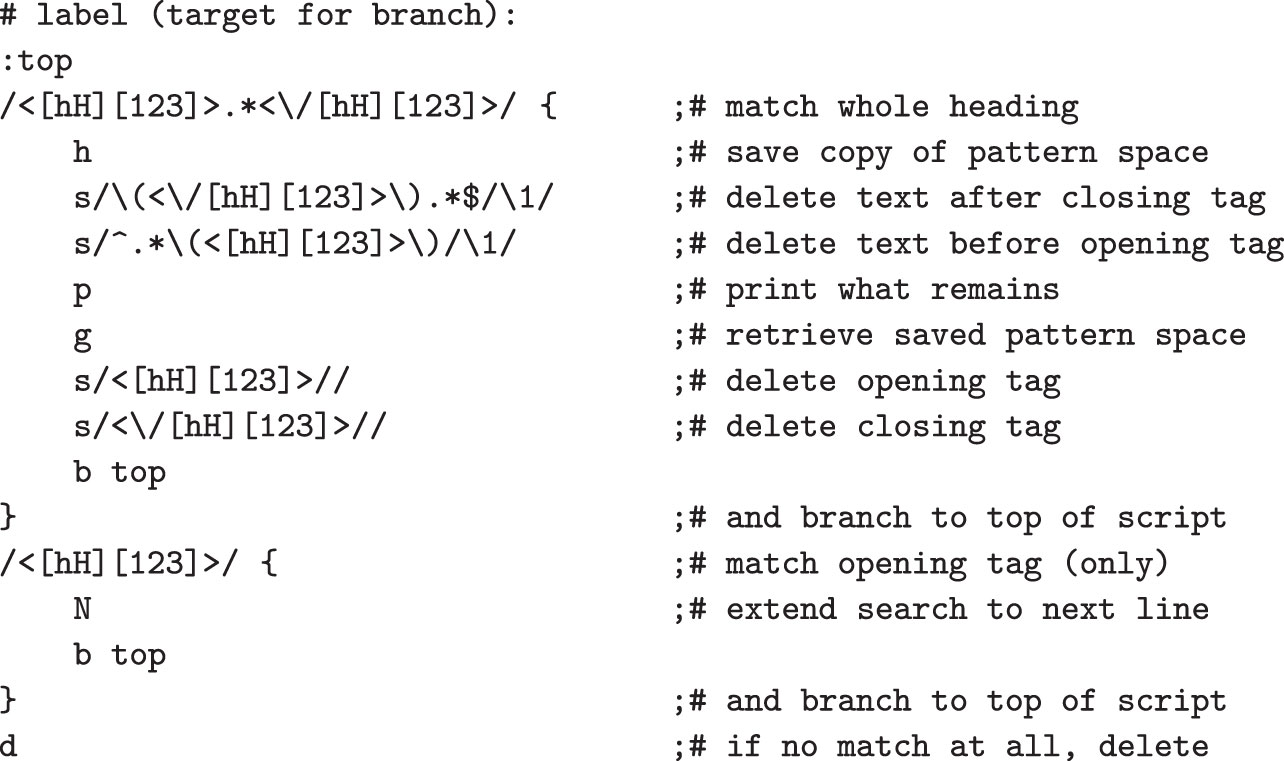 # label (target for branch):
:top
/<[hH][123]>.*<\/[hH][123]>/ {        ;# match whole heading
    h                                 ;# save copy of pattern space
    s/\(<\/[hH][123]>\).*$/\1/        ;# delete text after closing tag
    s/^.*\(<[hH][123]>\)/\1/          ;# delete text before opening tag
    p                                 ;# print what remains
    g                                 ;# retrieve saved pattern space
    s/<[hH][123]>//                   ;# delete opening tag
    s/<\/[hH][123]>//                 ;# delete closing tag
    b top
}                                     ;# and branch to top of script
/<[hH][123]>/ {                       ;# match opening tag (only)
    N                                 ;# extend search to next line
    b top
}                                     ;# and branch to top of script
d                                     ;# if no match at all, delete